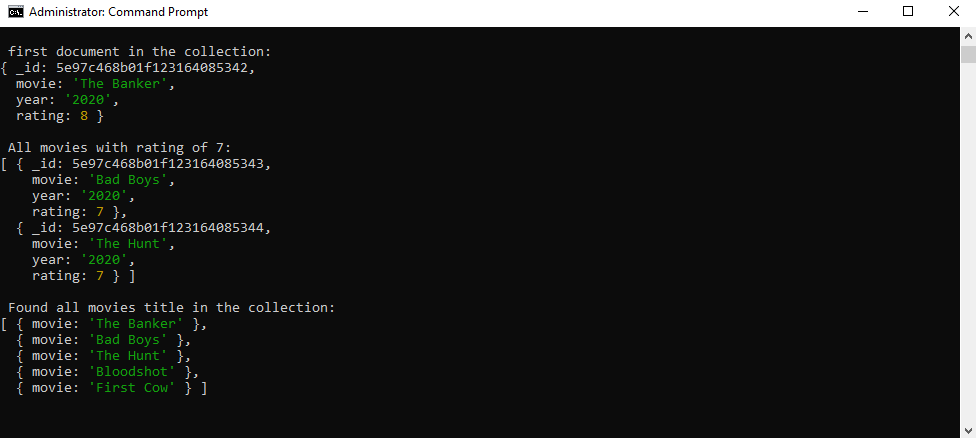 Administrator: Command Prompt
first document in the collection:
{ _id: 5e97c468b01f123164085342,
movie: 'The Banker',
year: '2020',
rating: 8 }
All movies with rating of 7:
[ { _id: 5e97c468b01f123164085343,
movie: 'Bad Boys',
year: '2020',
rating: 7 },
{ _id: 5e97c468b01f123164085344,
movie: 'The Hunt',
year: '2020',
rating: 7 } ]
Found all movies title in the collection:
[ { movie: 'The Banker' },
{ movie: 'Bad Boys' },
{ movie: 'The Hunt' },
{ movie: 'Bloodshot' },
{ movie: 'First Cow' } ]